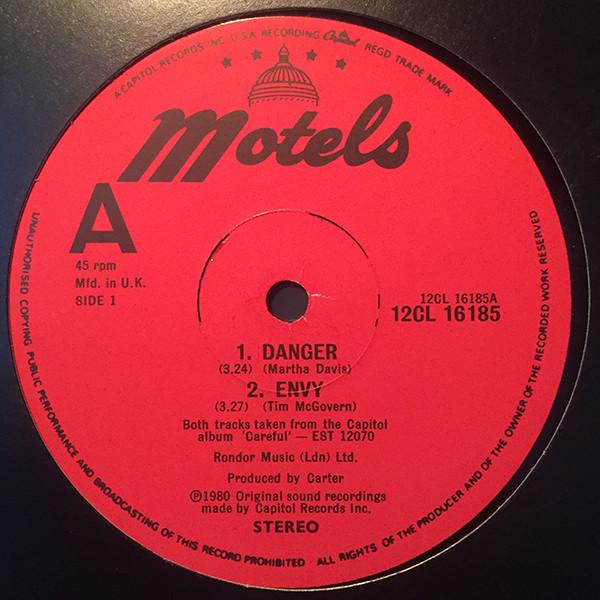 A CAPITOL RECORDS INC. U.S.A. RECORDING Capitol REGD. TRADE MARK
Motels
A
45 rpm
Mfd. in U.K.
SIDE 1
12CL 16185A
12CL 16185
1. DANGER
(3.24) (Martha Davis)
2. ENVY
(3.27) (Tim McGovern)
Both tracks taken from the Capitol
album 'Careful' — EST 12070
Rondor Music (Ldn) Ltd.
Produced by Carter
℗1980 Original sound recordings
made by Capitol Records Inc.
STEREO
UNAUTHORISED COPYING PUBLIC PERFORMANCE AND BROADCASTING OF THIS RECORD PROHIBITED · ALL RIGHTS OF THE PRODUCER AND OF THE OWNER OF THE RECORDED WORK RESERVED